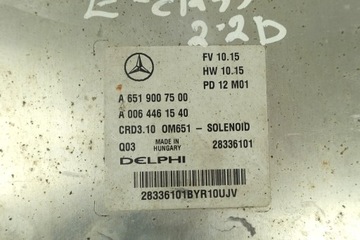 E-Class
2.2D
FV 10.15
HW 10.15
PD 12 M01
A 651 900 75 00
A 006 446 15 40
CRD3.10 OM651 - SOLENOID
Q03 MADE IN HUNGARY 28336101
DELPHI
28336101BYR10UJV